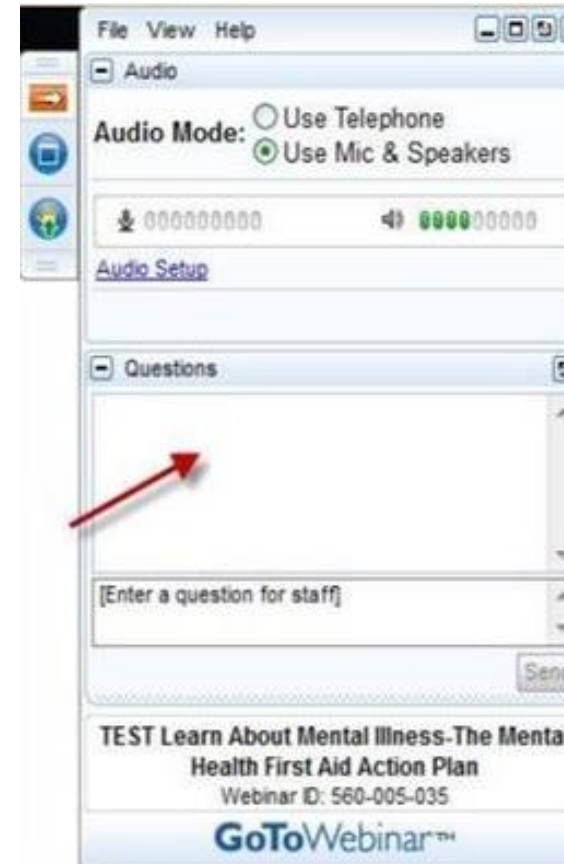 File View Help
Audio
Audio Mode: Use Telephone
Use Mic & Speakers
Audio Setup
Questions
[Enter a question for staff]
TEST Learn About Mental Illness-The Menta
Health First Aid Action Plan
Webinar ID: 560-005-035
GoToWebinar™